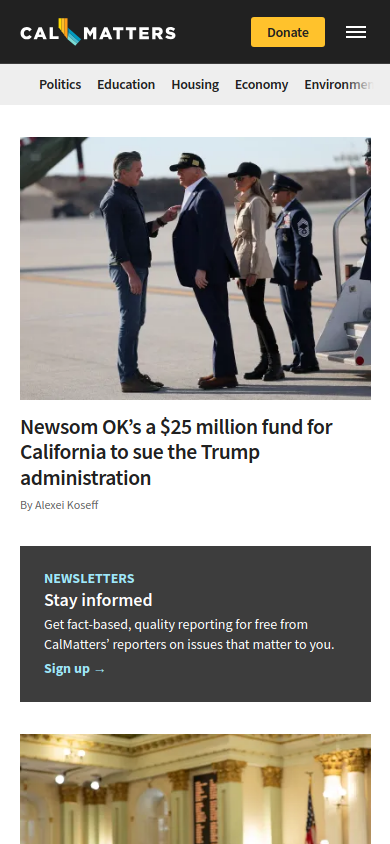 CAL MATTERS
Donate
Politics Education Housing Economy
Newsom OK’s a $25 million fund for
California to sue the Trump
administration
By Alexei Koseff
NEWSLETTERS
Stay informed
Get fact-based, quality reporting for free from
CalMatters’ reporters on issues that matter to you.
Sign up →